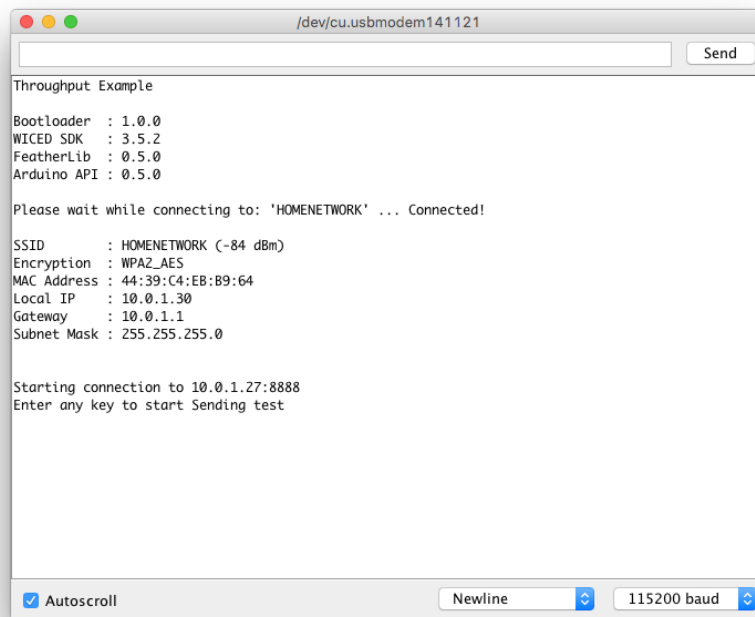 /dev/cu.usbmodem141121
Send
Throughput Example
Bootloader : 1.0.0
WICED SDK : 3.5.2
FeatherLib : 0.5.0
Arduino API : 0.5.0
Please wait while connecting to: 'HOMENETWORK' ... Connected!
SSID : HOMENETWORK (-84 dBm)
Encryption : WPA2_AES
MAC Address : 44:39:C4:EB:B9:64
Local IP : 10.0.1.30
Gateway : 10.0.1.1
Subnet Mask : 255.255.255.0
Starting connection to 10.0.1.27:8888
Enter any key to start Sending test
Autoscroll Newline 115200 baud